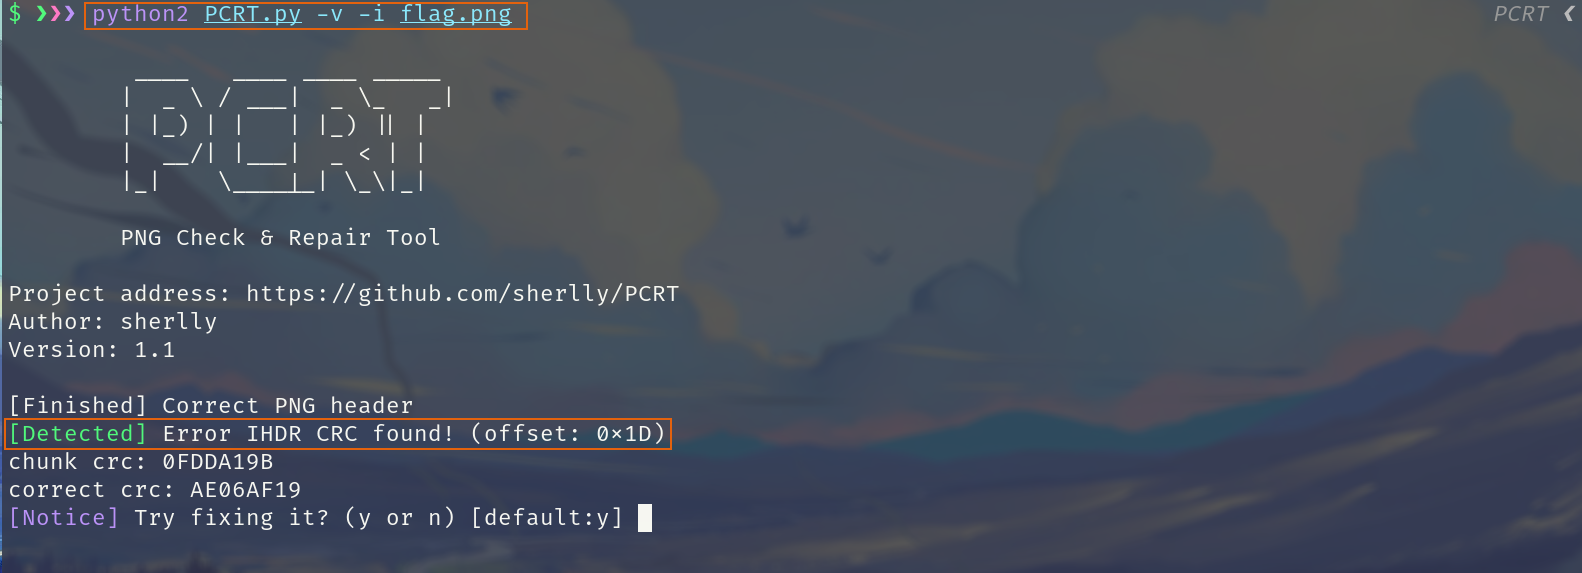 $ ❯❯❯ python2 PCRT.py -v -i flag.png PCRT ❮
 ____   ____ ____ _____
|  _ \ / ___|  _ \_   _|
| |_) | |   | |_) || |
|  __/| |___|  _ < | |
|_|    \____|_| \_\|_|
PNG Check & Repair Tool
Project address: https://github.com/sherlly/PCRT
Author: sherlly
Version: 1.1
[Finished] Correct PNG header
[Detected] Error IHDR CRC found! (offset: 0×1D)
chunk crc: 0FDDA19B
correct crc: AE06AF19
[Notice] Try fixing it? (y or n) [default:y]